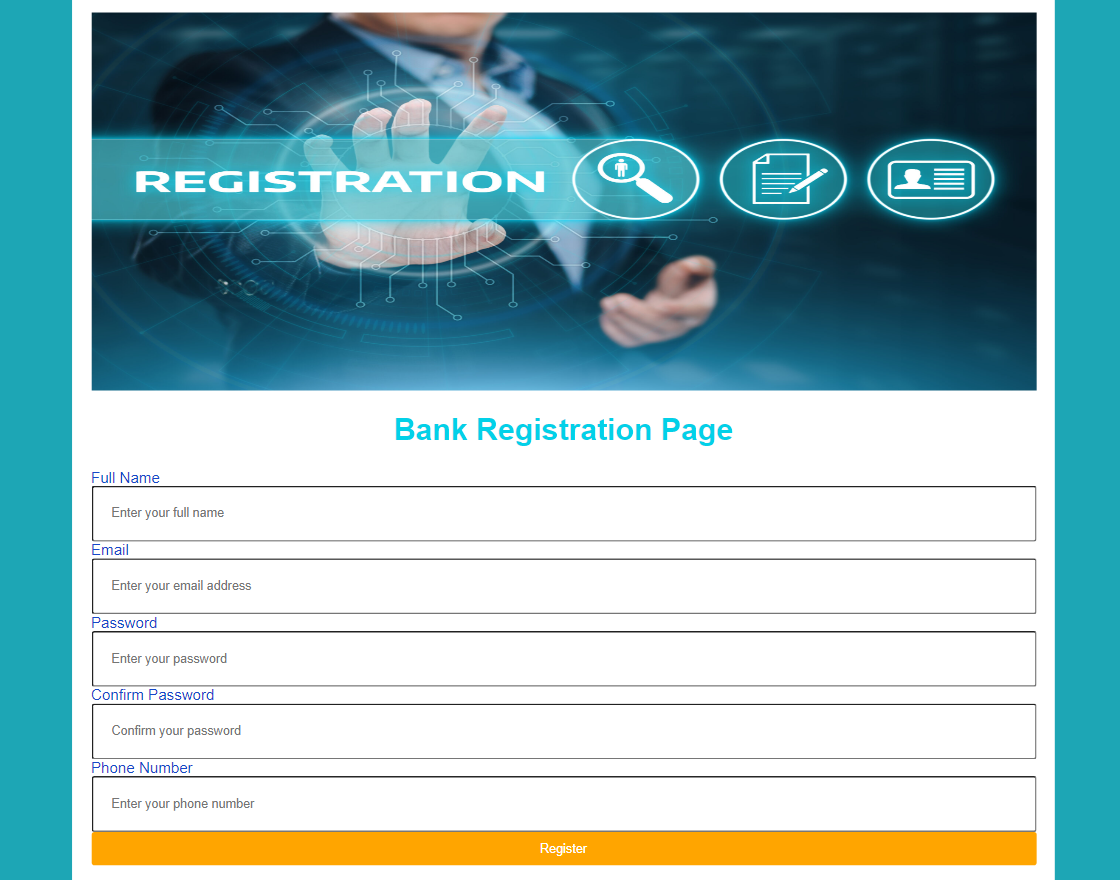 REGISTRATION
Bank Registration Page
Full Name
Enter your full name
Email
Enter your email address
Password
Enter your password
Confirm Password
Confirm your password
Phone Number
Enter your phone number
Register